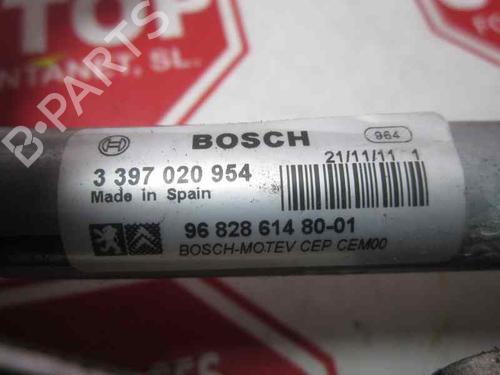 TOP
ONTANET, SL.
B-PARTS
BOSCH
964
3 397 020 954
21/11/11 1
Made in Spain
96 828 614 80-01
BOSCH-MOTEV CEP CEM00